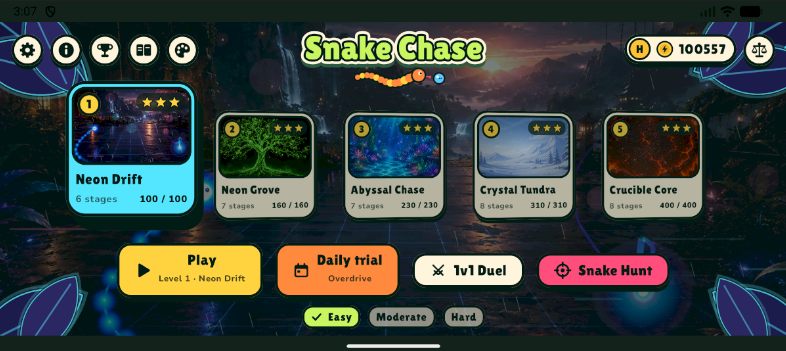 3:07
Snake Chase
H 100557
1
Neon Drift
6 stages 100 / 100
2
Neon Grove
7 stages 160 / 160
3
Abyssal Chase
7 stages 230 / 230
4
Crystal Tundra
8 stages 310 / 310
5
Crucible Core
8 stages 400 / 400
Play
Level 1 · Neon Drift
Daily trial
Overdrive
1v1 Duel
Snake Hunt
Easy
Moderate
Hard